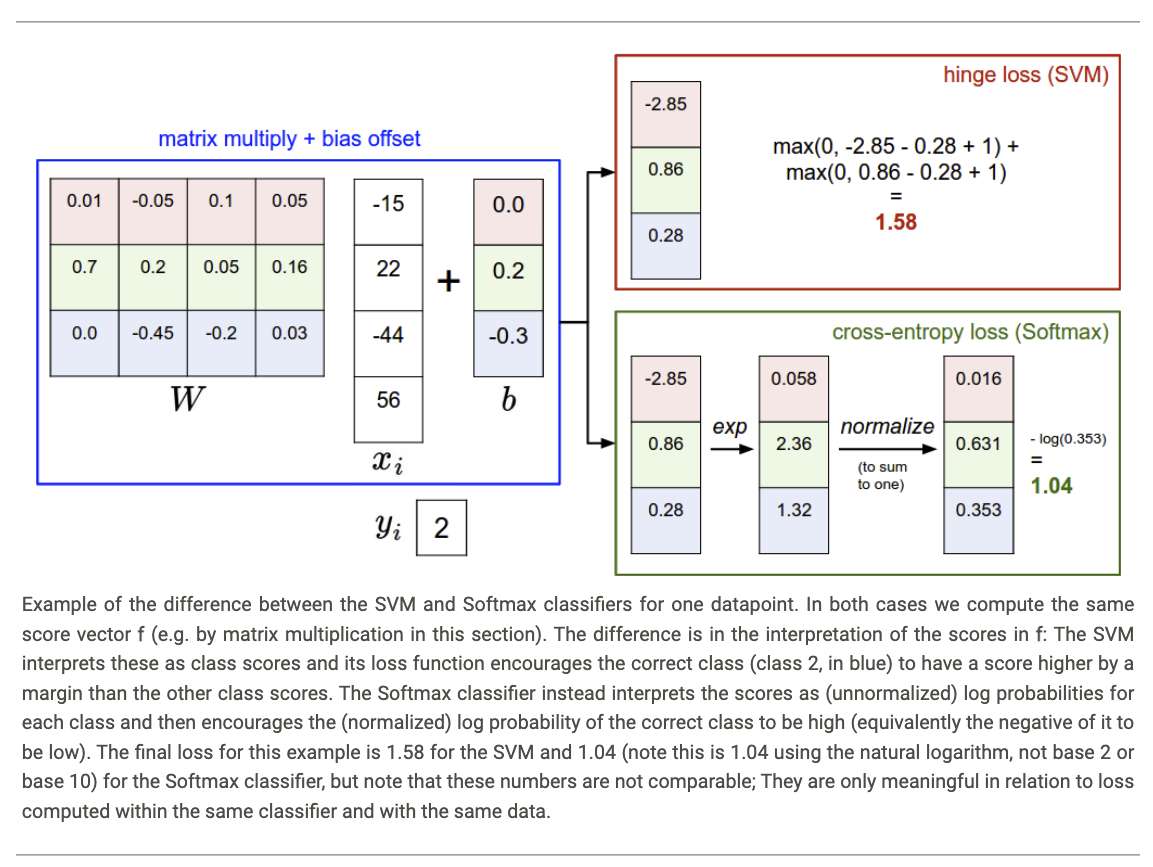 matrix multiply + bias offset
0.01 -0.05 0.1 0.05
0.7 0.2 0.05 0.16
0.0 -0.45 -0.2 0.03
W
-15
22
-44
56
xi
+
0.0
0.2
-0.3
b
yi 2
hinge loss (SVM)
-2.85
0.86
0.28
max(0, -2.85 - 0.28 + 1) +
max(0, 0.86 - 0.28 + 1)
=
1.58
cross-entropy loss (Softmax)
-2.85
0.86
0.28
exp
0.058
2.36
1.32
normalize
(to sum
to one)
0.016
0.631
0.353
- log(0.353)
=
1.04
Example of the difference between the SVM and Softmax classifiers for one datapoint. In both cases we compute the same
score vector f (e.g. by matrix multiplication in this section). The difference is in the interpretation of the scores in f: The SVM
interprets these as class scores and its loss function encourages the correct class (class 2, in blue) to have a score higher by a
margin than the other class scores. The Softmax classifier instead interprets the scores as (unnormalized) log probabilities for
each class and then encourages the (normalized) log probability of the correct class to be high (equivalently the negative of it to
be low). The final loss for this example is 1.58 for the SVM and 1.04 (note this is 1.04 using the natural logarithm, not base 2 or
base 10) for the Softmax classifier, but note that these numbers are not comparable; They are only meaningful in relation to loss
computed within the same classifier and with the same data.